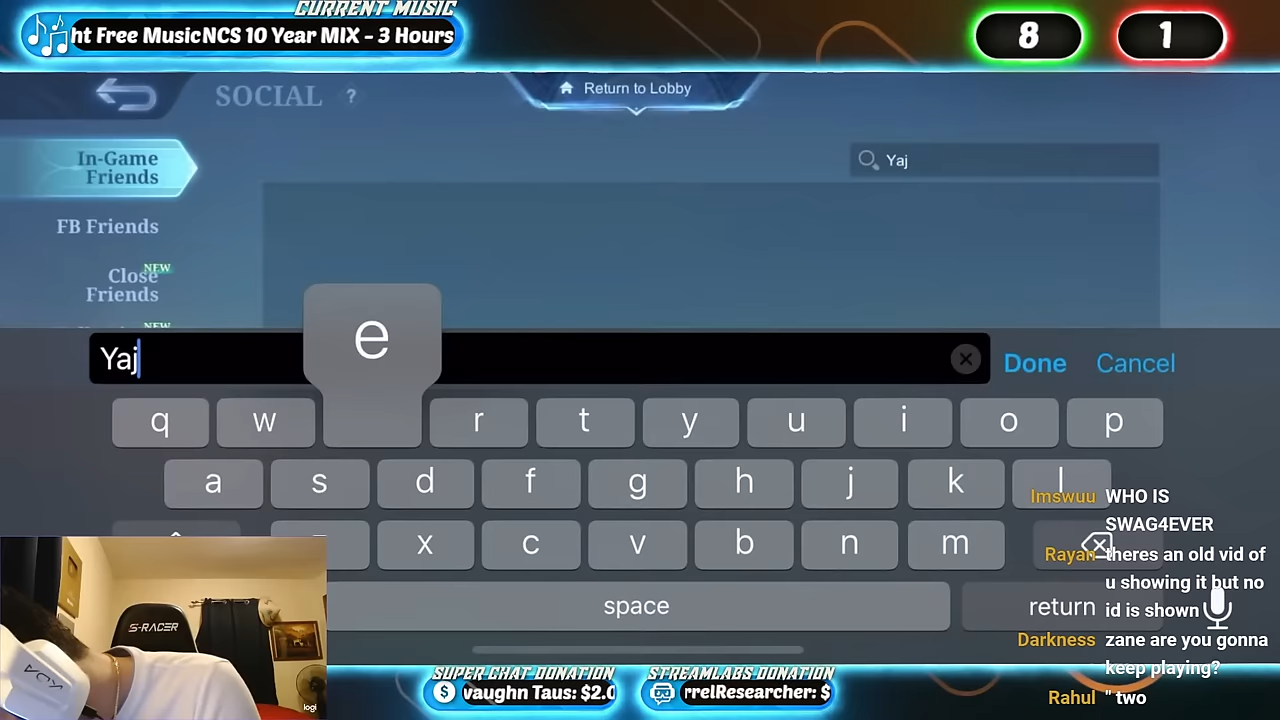 CURRENT MUSIC
ht Free MusicNCS 10 Year MIX - 3 Hours
8
1
SOCIAL ?
Return to Lobby
In-Game
Friends
Yaj
FB Friends
NEW
Close
Friends
NEW
e
Yaj
Done
Cancel
q w r t y u i o p
a s d f g h j k l
x c v b n m
space
return
Imswuu WHO IS
SWAG4EVER
Rayan theres an old vid of
u showing it but no
id is shown
Darkness zane are you gonna
keep playing?
Rahul " two
S-RACER
logi
SUPER CHAT DONATION
$ vaughn Taus: $2.0
STREAMLABS DONATION
rrelResearcher: $